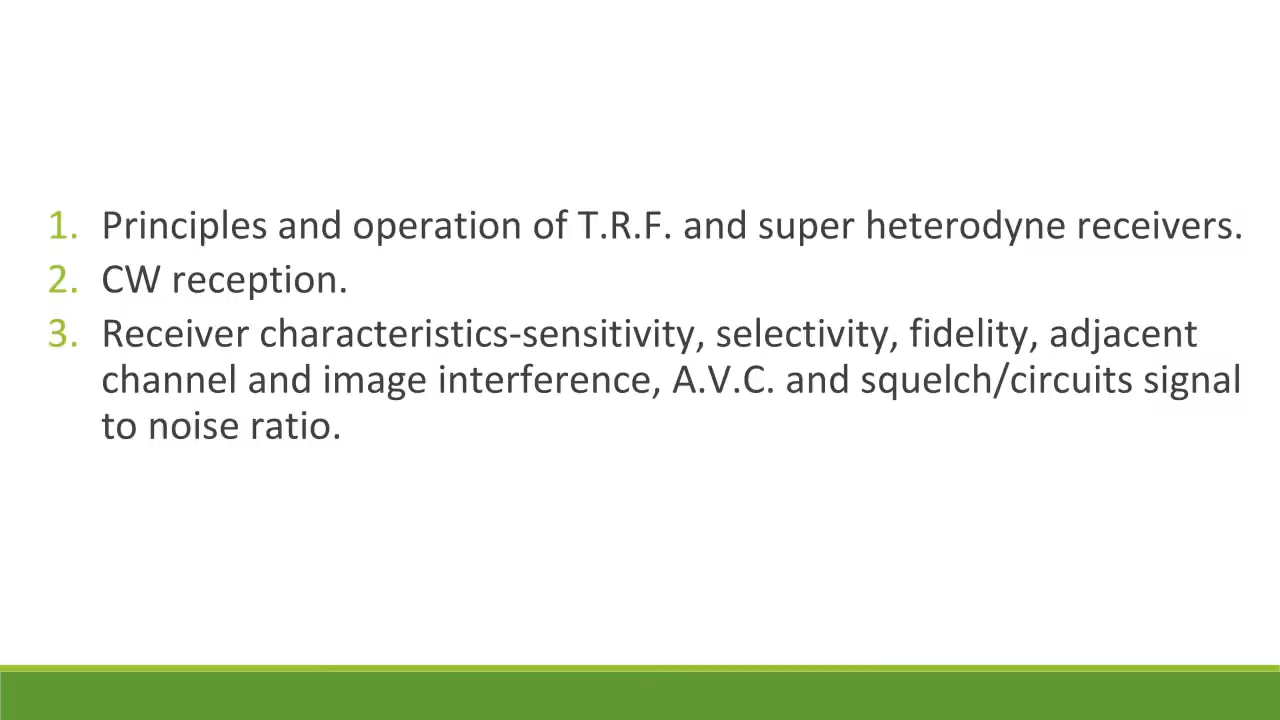 1. Principles and operation of T.R.F. and super heterodyne receivers.
2. CW reception.
3. Receiver characteristics-sensitivity, selectivity, fidelity, adjacent
channel and image interference, A.V.C. and squelch/circuits signal
to noise ratio.